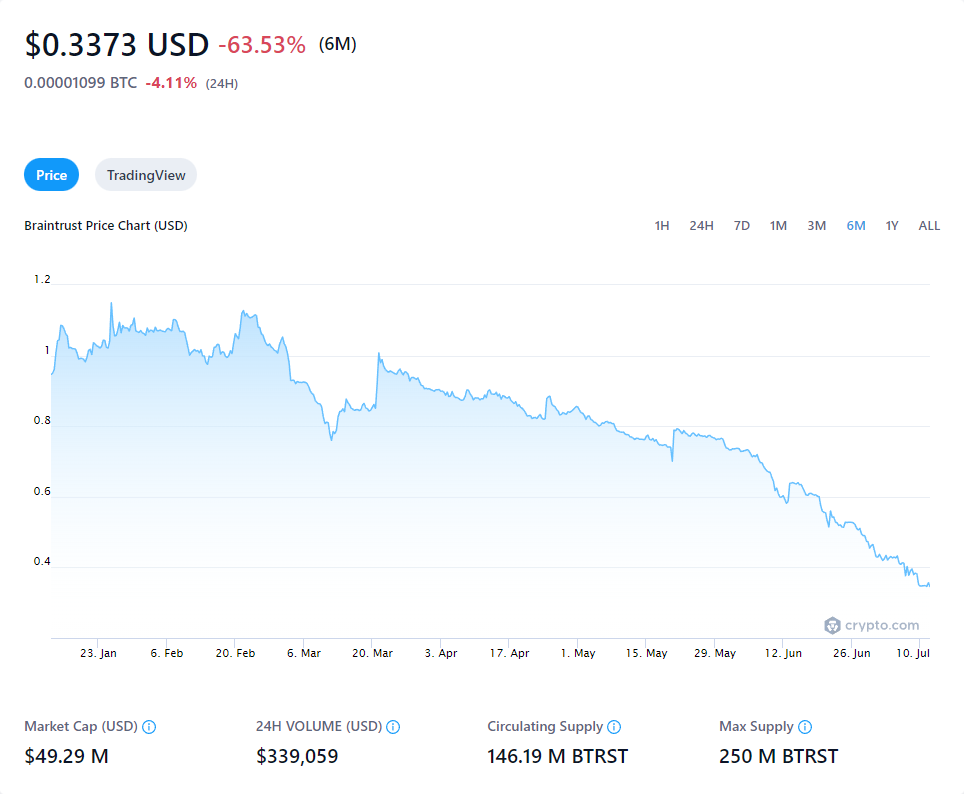 $0.3373 USD -63.53% (6M)
0.00001099 BTC -4.11% (24H)
Price TradingView
Braintrust Price Chart (USD) 1H 24H 7D 1M 3M 6M 1Y ALL
1.2
1
0.8
0.6
0.4
crypto.com
23. Jan 6. Feb 20. Feb 6. Mar 20. Mar 3. Apr 17. Apr 1. May 15. May 29. May 12. Jun 26. Jun 10. Jul
Market Cap (USD) 24H VOLUME (USD) Circulating Supply Max Supply
$49.29 M $339,059 146.19 M BTRST 250 M BTRST